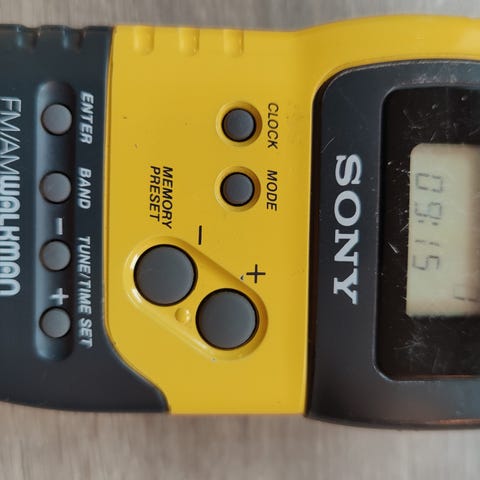 09:15
SONY
CLOCK MODE
+
−
MEMORY
PRESET
ENTER BAND TUNE/TIME SET
− +
FM/AM WALKMAN